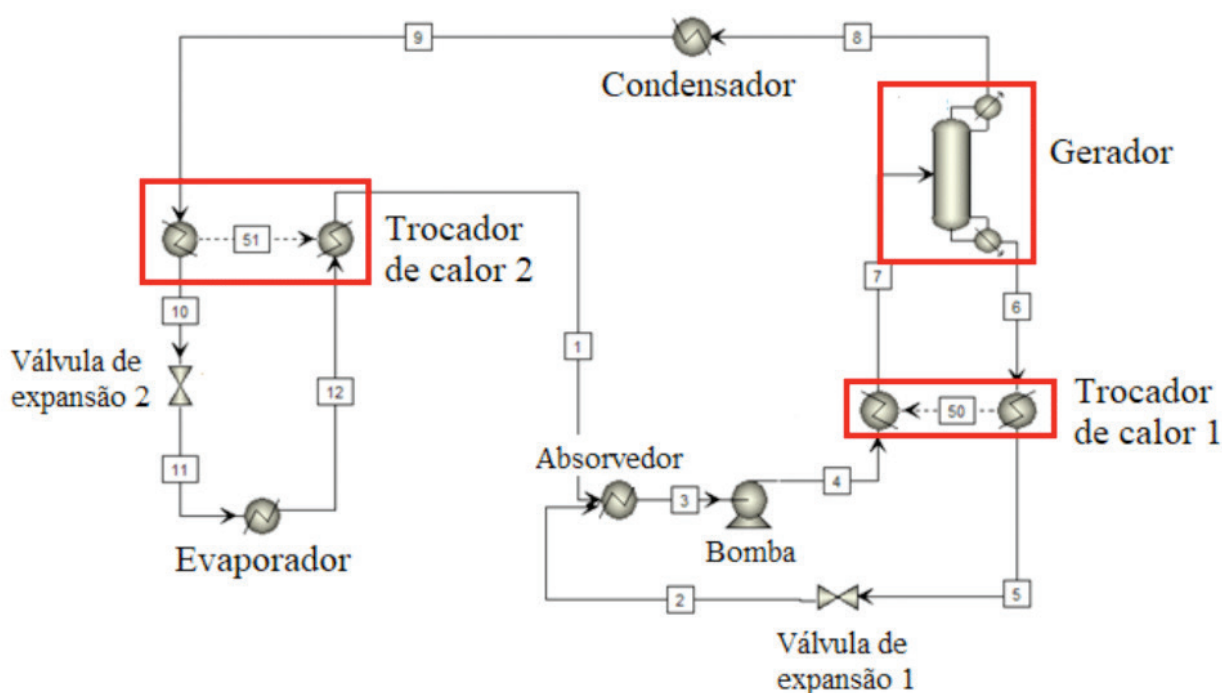 9
8
Condensador
Gerador
51
Trocador
de calor 2
7
6
10
1
Válvula de
expansão 2
12
50
Trocador
de calor 1
11
Absorvedor
3
4
Evaporador
Bomba
2
5
Válvula de
expansão 1